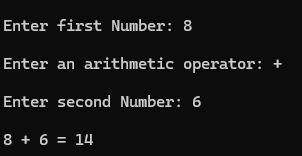 Enter first Number: 8
Enter an arithmetic operator: +
Enter second Number: 6
8 + 6 = 14